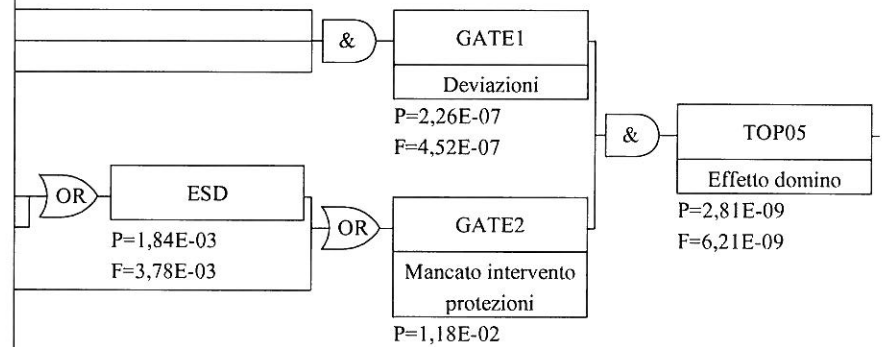 &
GATE1
Deviazioni
P=2,26E-07
F=4,52E-07
&
TOP05
Effetto domino
P=2,81E-09
F=6,21E-09
OR
ESD
P=1,84E-03
F=3,78E-03
OR
GATE2
Mancato intervento
protezioni
P=1,18E-02